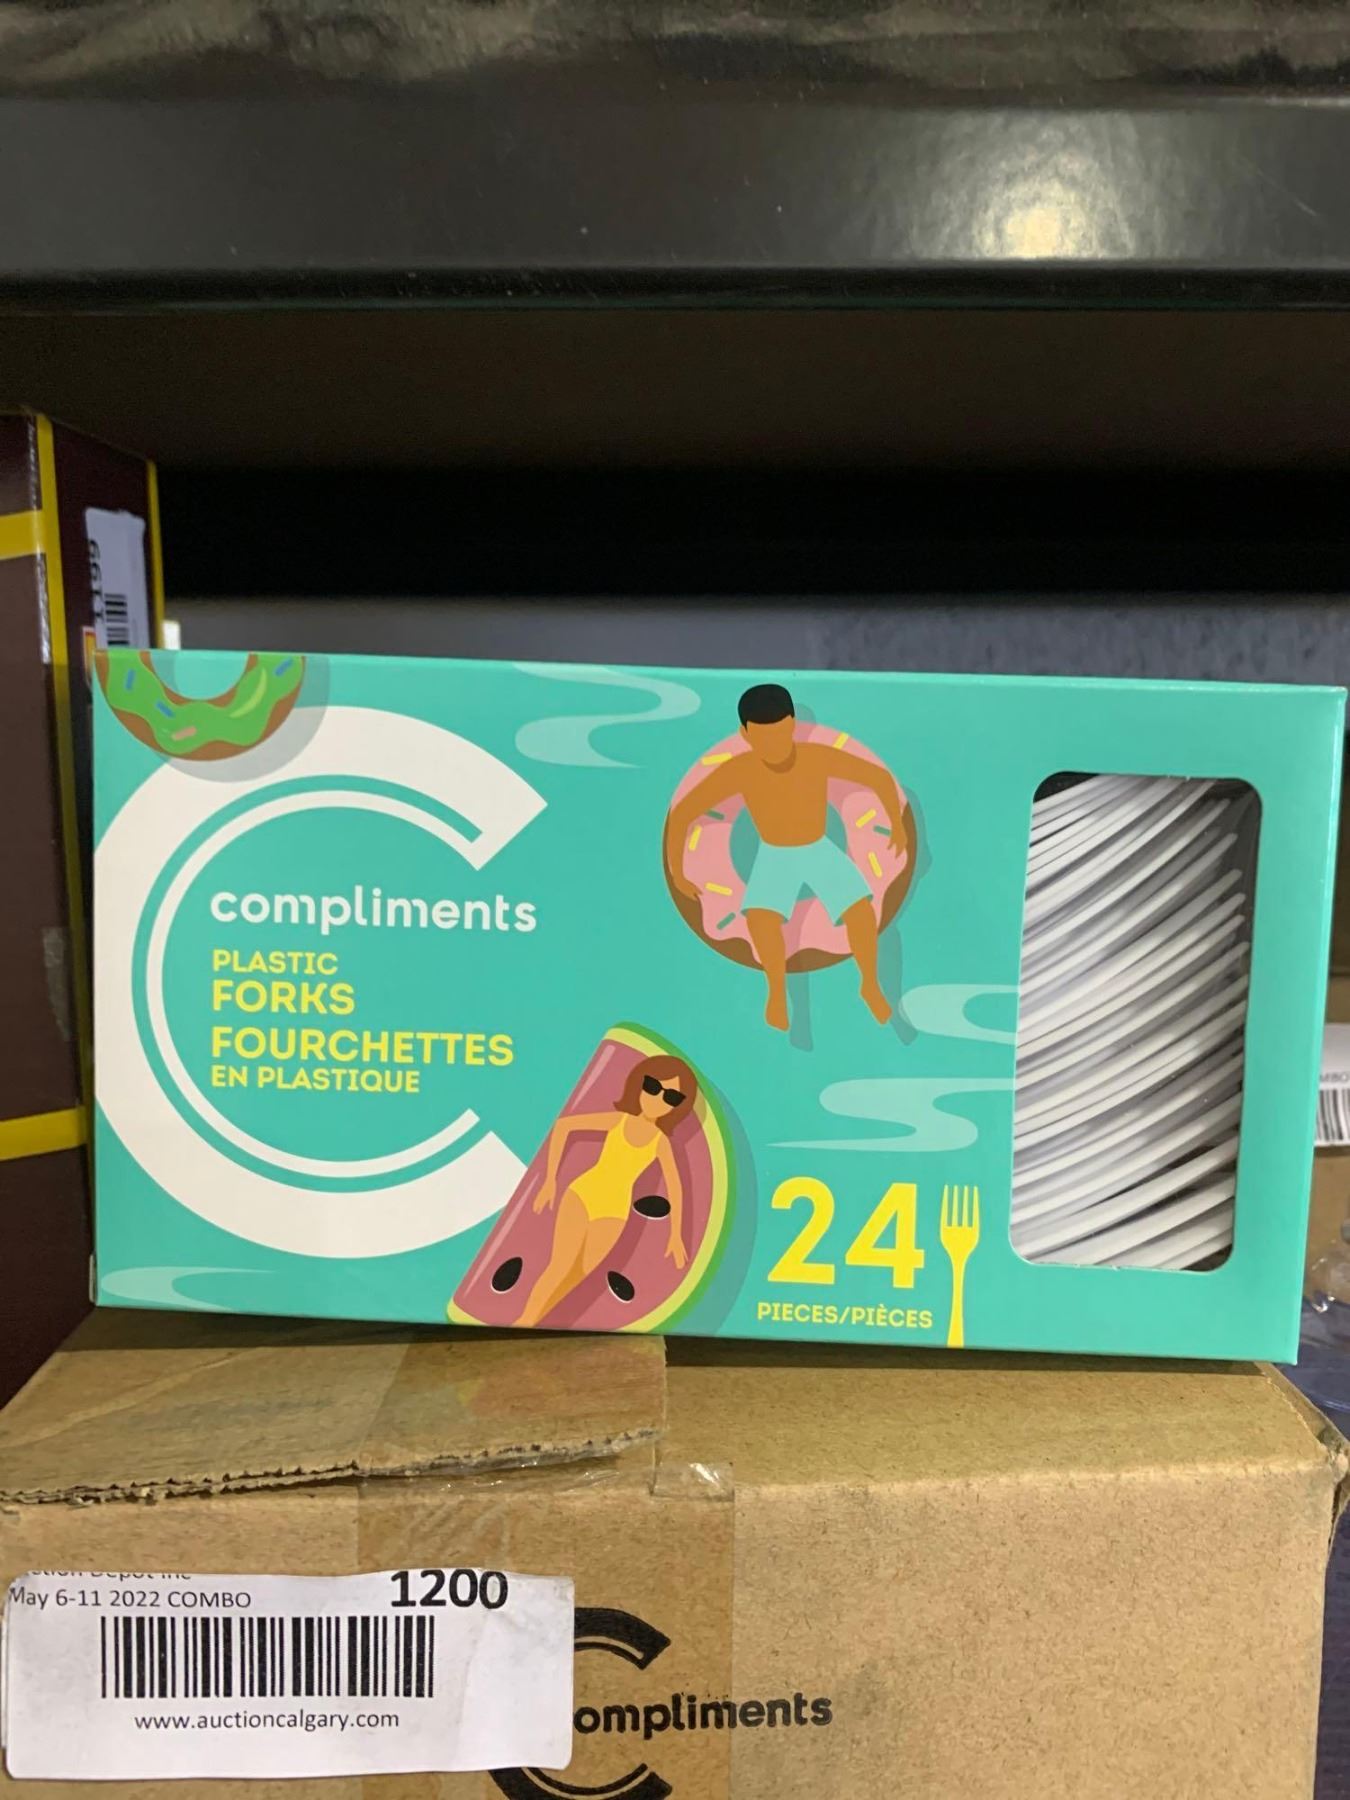 1199
compliments
PLASTIC
FORKS
FOURCHETTES
EN PLASTIQUE
24
PIECES/PIÈCES
May 6-11 2022 COMBO
1200
www.auctioncalgary.com
ompliments